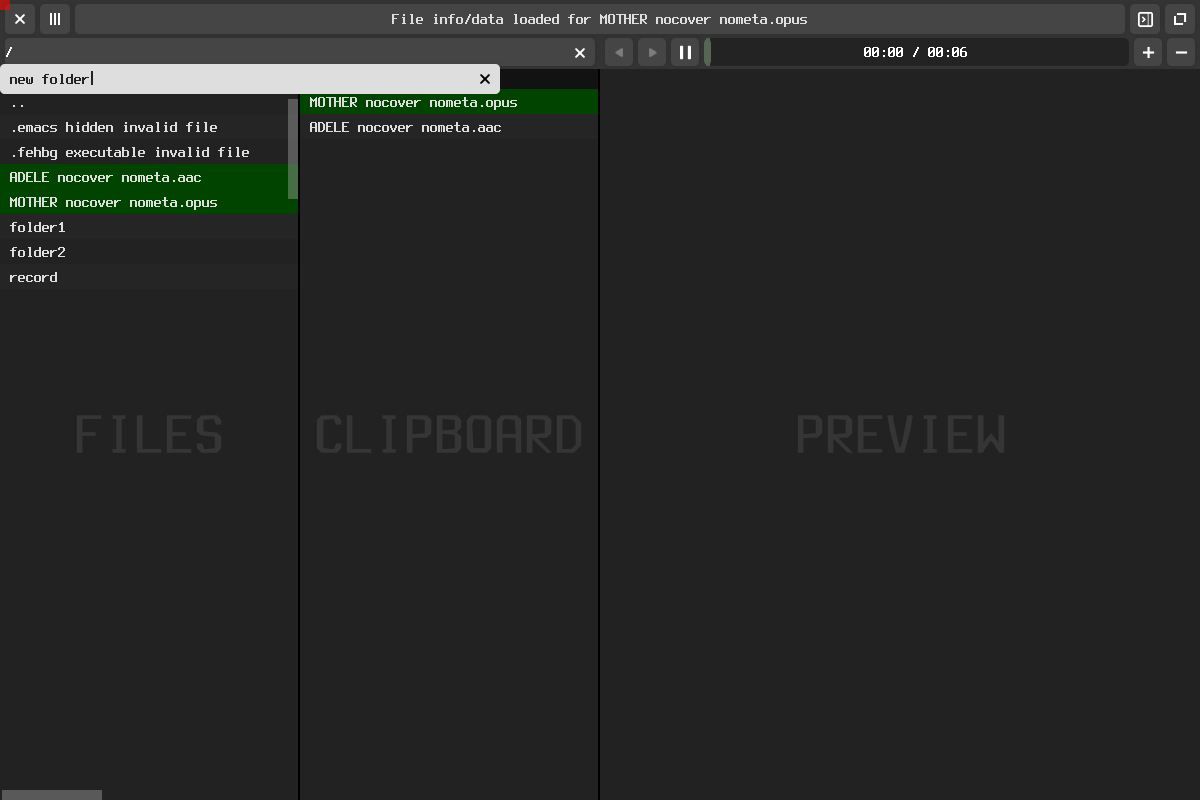 File info/data loaded for MOTHER nocover nometa.opus
/
00:00 / 00:06
new folder
..
.emacs hidden invalid file
.fehbg executable invalid file
ADELE nocover nometa.aac
MOTHER nocover nometa.opus
folder1
folder2
record
MOTHER nocover nometa.opus
ADELE nocover nometa.aac
FILES
CLIPBOARD
PREVIEW